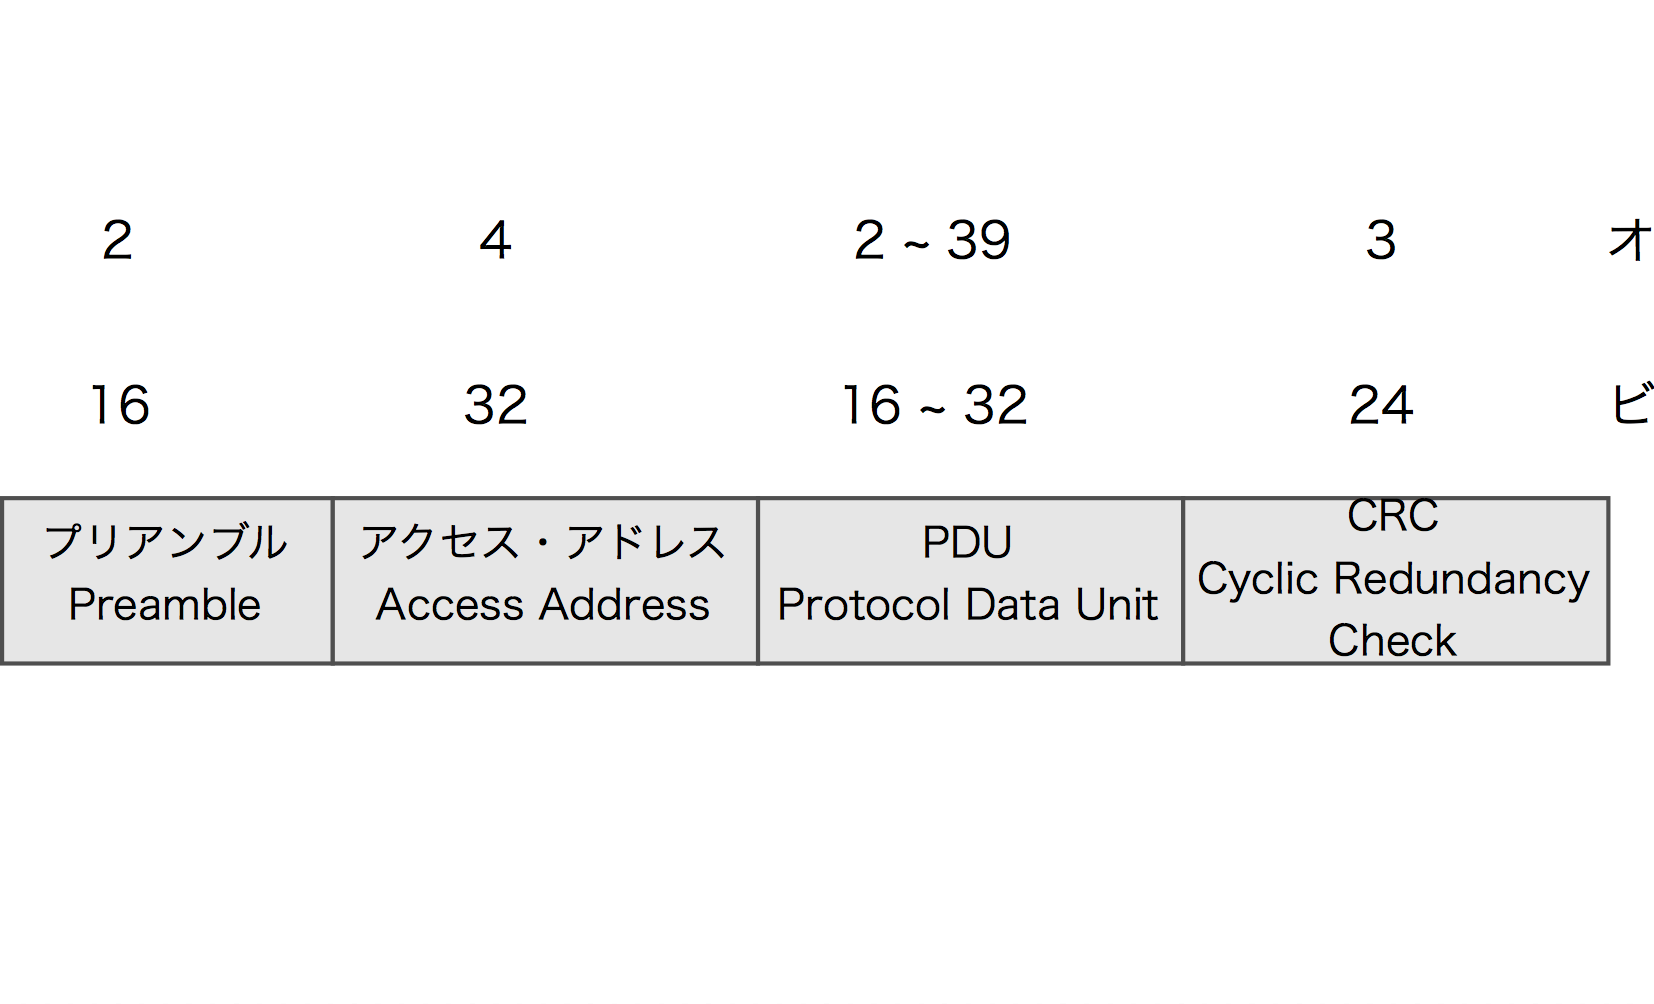 2 4 2 ~ 39 3 オ
16 32 16 ~ 32 24 ビ
プリアンブル
Preamble
アクセス・アドレス
Access Address
PDU
Protocol Data Unit
CRC
Cyclic Redundancy
Check